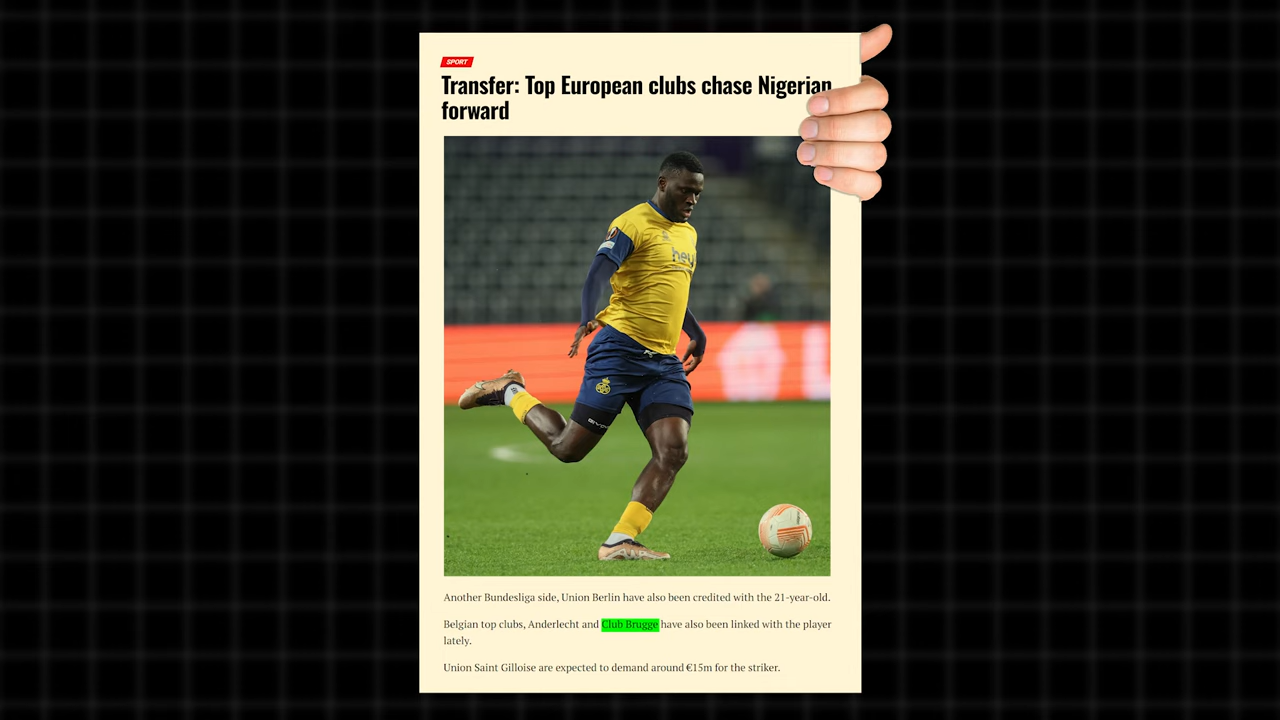 SPORT
Transfer: Top European clubs chase Nigerian
forward
hey
Another Bundesliga side, Union Berlin have also been credited with the 21-year-old.
Belgian top clubs, Anderlecht and Club Brugge have also been linked with the player
lately.
Union Saint Gilloise are expected to demand around €15m for the striker.